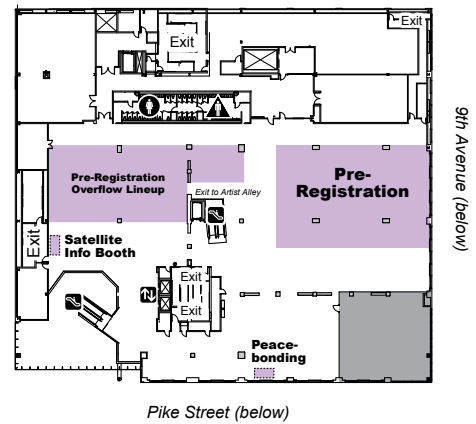 Exit
Exit
Pre-Registration
Overflow Lineup
Pre-
Registration
Exit to Artist Alley
9th Avenue (below)
Exit
Satellite
Info Booth
Exit
Exit
Peace-
bonding
Pike Street (below)